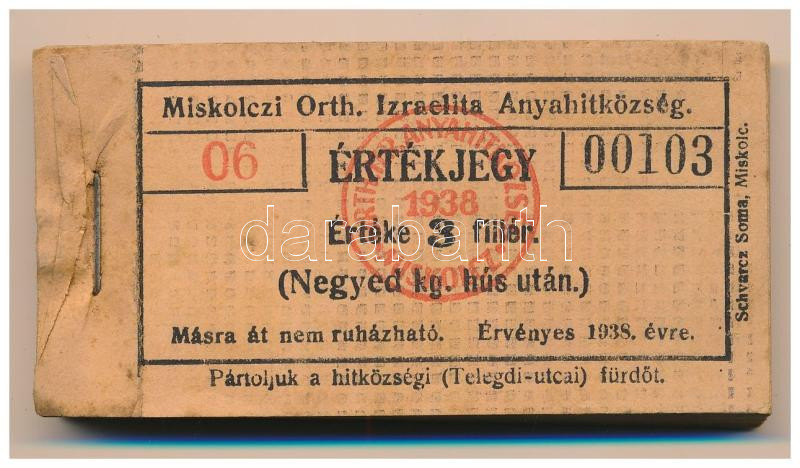 Miskolczi Orth. Izraelita Anyahitközség.
06
ÉRTÉKJEGY
00103
1938
Értéke 3 fillér.
(Negyed kg. hús után.)
Másra át nem ruházható. Érvényes 1938. évre.
Pártoljuk a hitközségi (Telegdi-utcai) fürdőt.
Schvarcz Soma, Miskolc.
darabanth